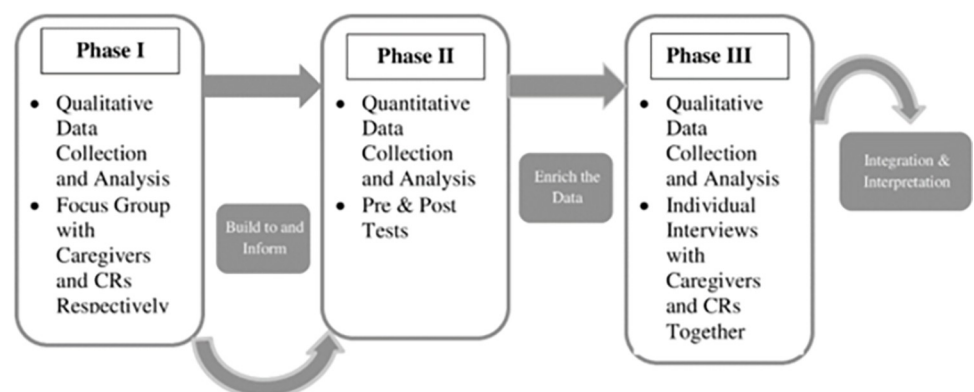 Phase I
• Qualitative
Data
Collection
and Analysis
• Focus Group
with
Caregivers
and CRs
Respectively
Build to and
Inform
Phase II
• Quantitative
Data
Collection
and Analysis
• Pre & Post
Tests
Enrich the
Data
Phase III
• Qualitative
Data
Collection
and Analysis
• Individual
Interviews
with
Caregivers
and CRs
Together
Integration &
Interpretation